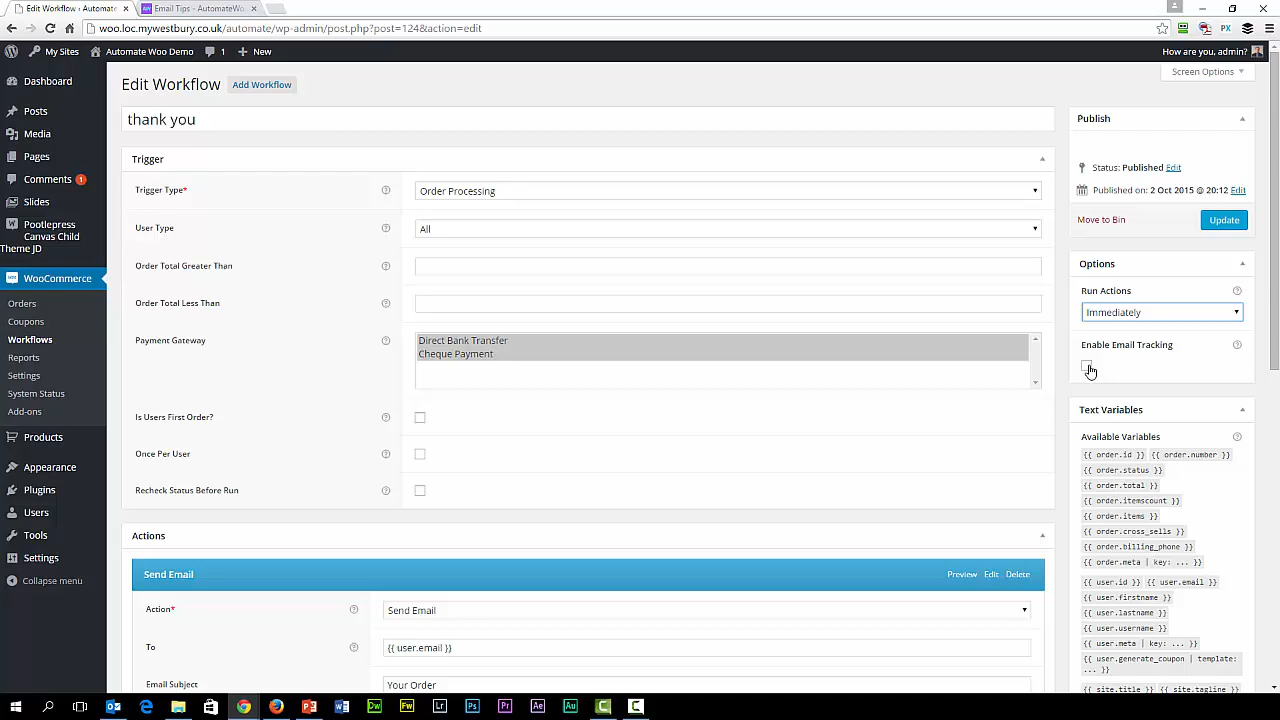 Edit Workflow ‹ Automate
Email Tips - AutomateWo
woo.loc.mywestbury.co.uk/automate/wp-admin/post.php?post=124&action=edit
My Sites
Automate Woo Demo
1
New
How are you, admin?
Screen Options
Dashboard
Posts
Media
Pages
Comments 1
Slides
Pootlepress
Canvas Child
Theme JD
WooCommerce
Orders
Coupons
Workflows
Reports
Settings
System Status
Add-ons
Products
Appearance
Plugins
Users
Tools
Settings
Collapse menu
Edit Workflow
Add Workflow
thank you
Trigger
Trigger Type*
Order Processing
User Type
All
Order Total Greater Than
Order Total Less Than
Payment Gateway
Direct Bank Transfer
Cheque Payment
Is Users First Order?
Once Per User
Recheck Status Before Run
Actions
Send Email
Preview Edit Delete
Action*
Send Email
To
{{ user.email }}
Email Subject
Your Order
Publish
Status: Published Edit
Published on: 2 Oct 2015 @ 20:12 Edit
Move to Bin
Update
Options
Run Actions
Immediately
Enable Email Tracking
Text Variables
Available Variables
{{ order.id }} {{ order.number }}
{{ order.status }}
{{ order.total }}
{{ order.itemscount }}
{{ order.items }}
{{ order.cross_sells }}
{{ order.billing_phone }}
{{ order.meta | key: ... }}
{{ user.id }} {{ user.email }}
{{ user.firstname }}
{{ user.lastname }}
{{ user.username }}
{{ user.meta | key: ... }}
{{ user.generate_coupon | template:
... }}
{{ site.title }} {{ site.tagline }}